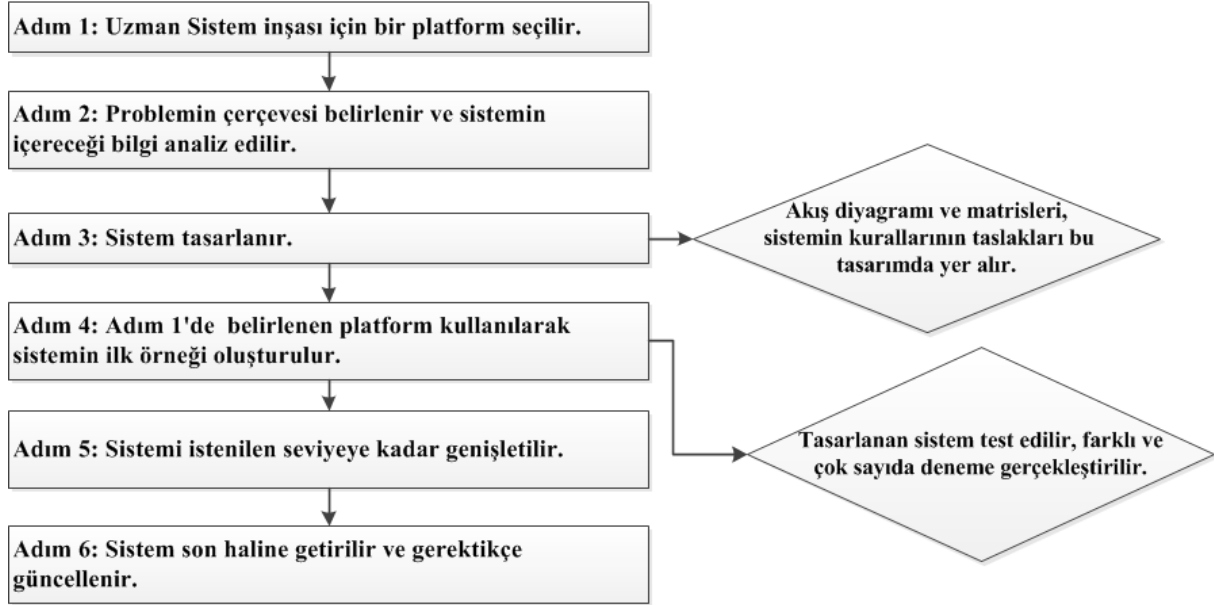 Adım 1: Uzman Sistem inşası için bir platform seçilir.
Adım 2: Problemin çerçevesi belirlenir ve sistemin
içereceği bilgi analiz edilir.
Adım 3: Sistem tasarlanır.
Akış diyagramı ve matrisleri,
sistemin kurallarının taslakları bu
tasarımda yer alır.
Adım 4: Adım 1'de belirlenen platform kullanılarak
sistemin ilk örneği oluşturulur.
Tasarlanan sistem test edilir, farklı ve
çok sayıda deneme gerçekleştirilir.
Adım 5: Sistemi istenilen seviyeye kadar genişletilir.
Adım 6: Sistem son haline getirilir ve gerektikçe
güncellenir.